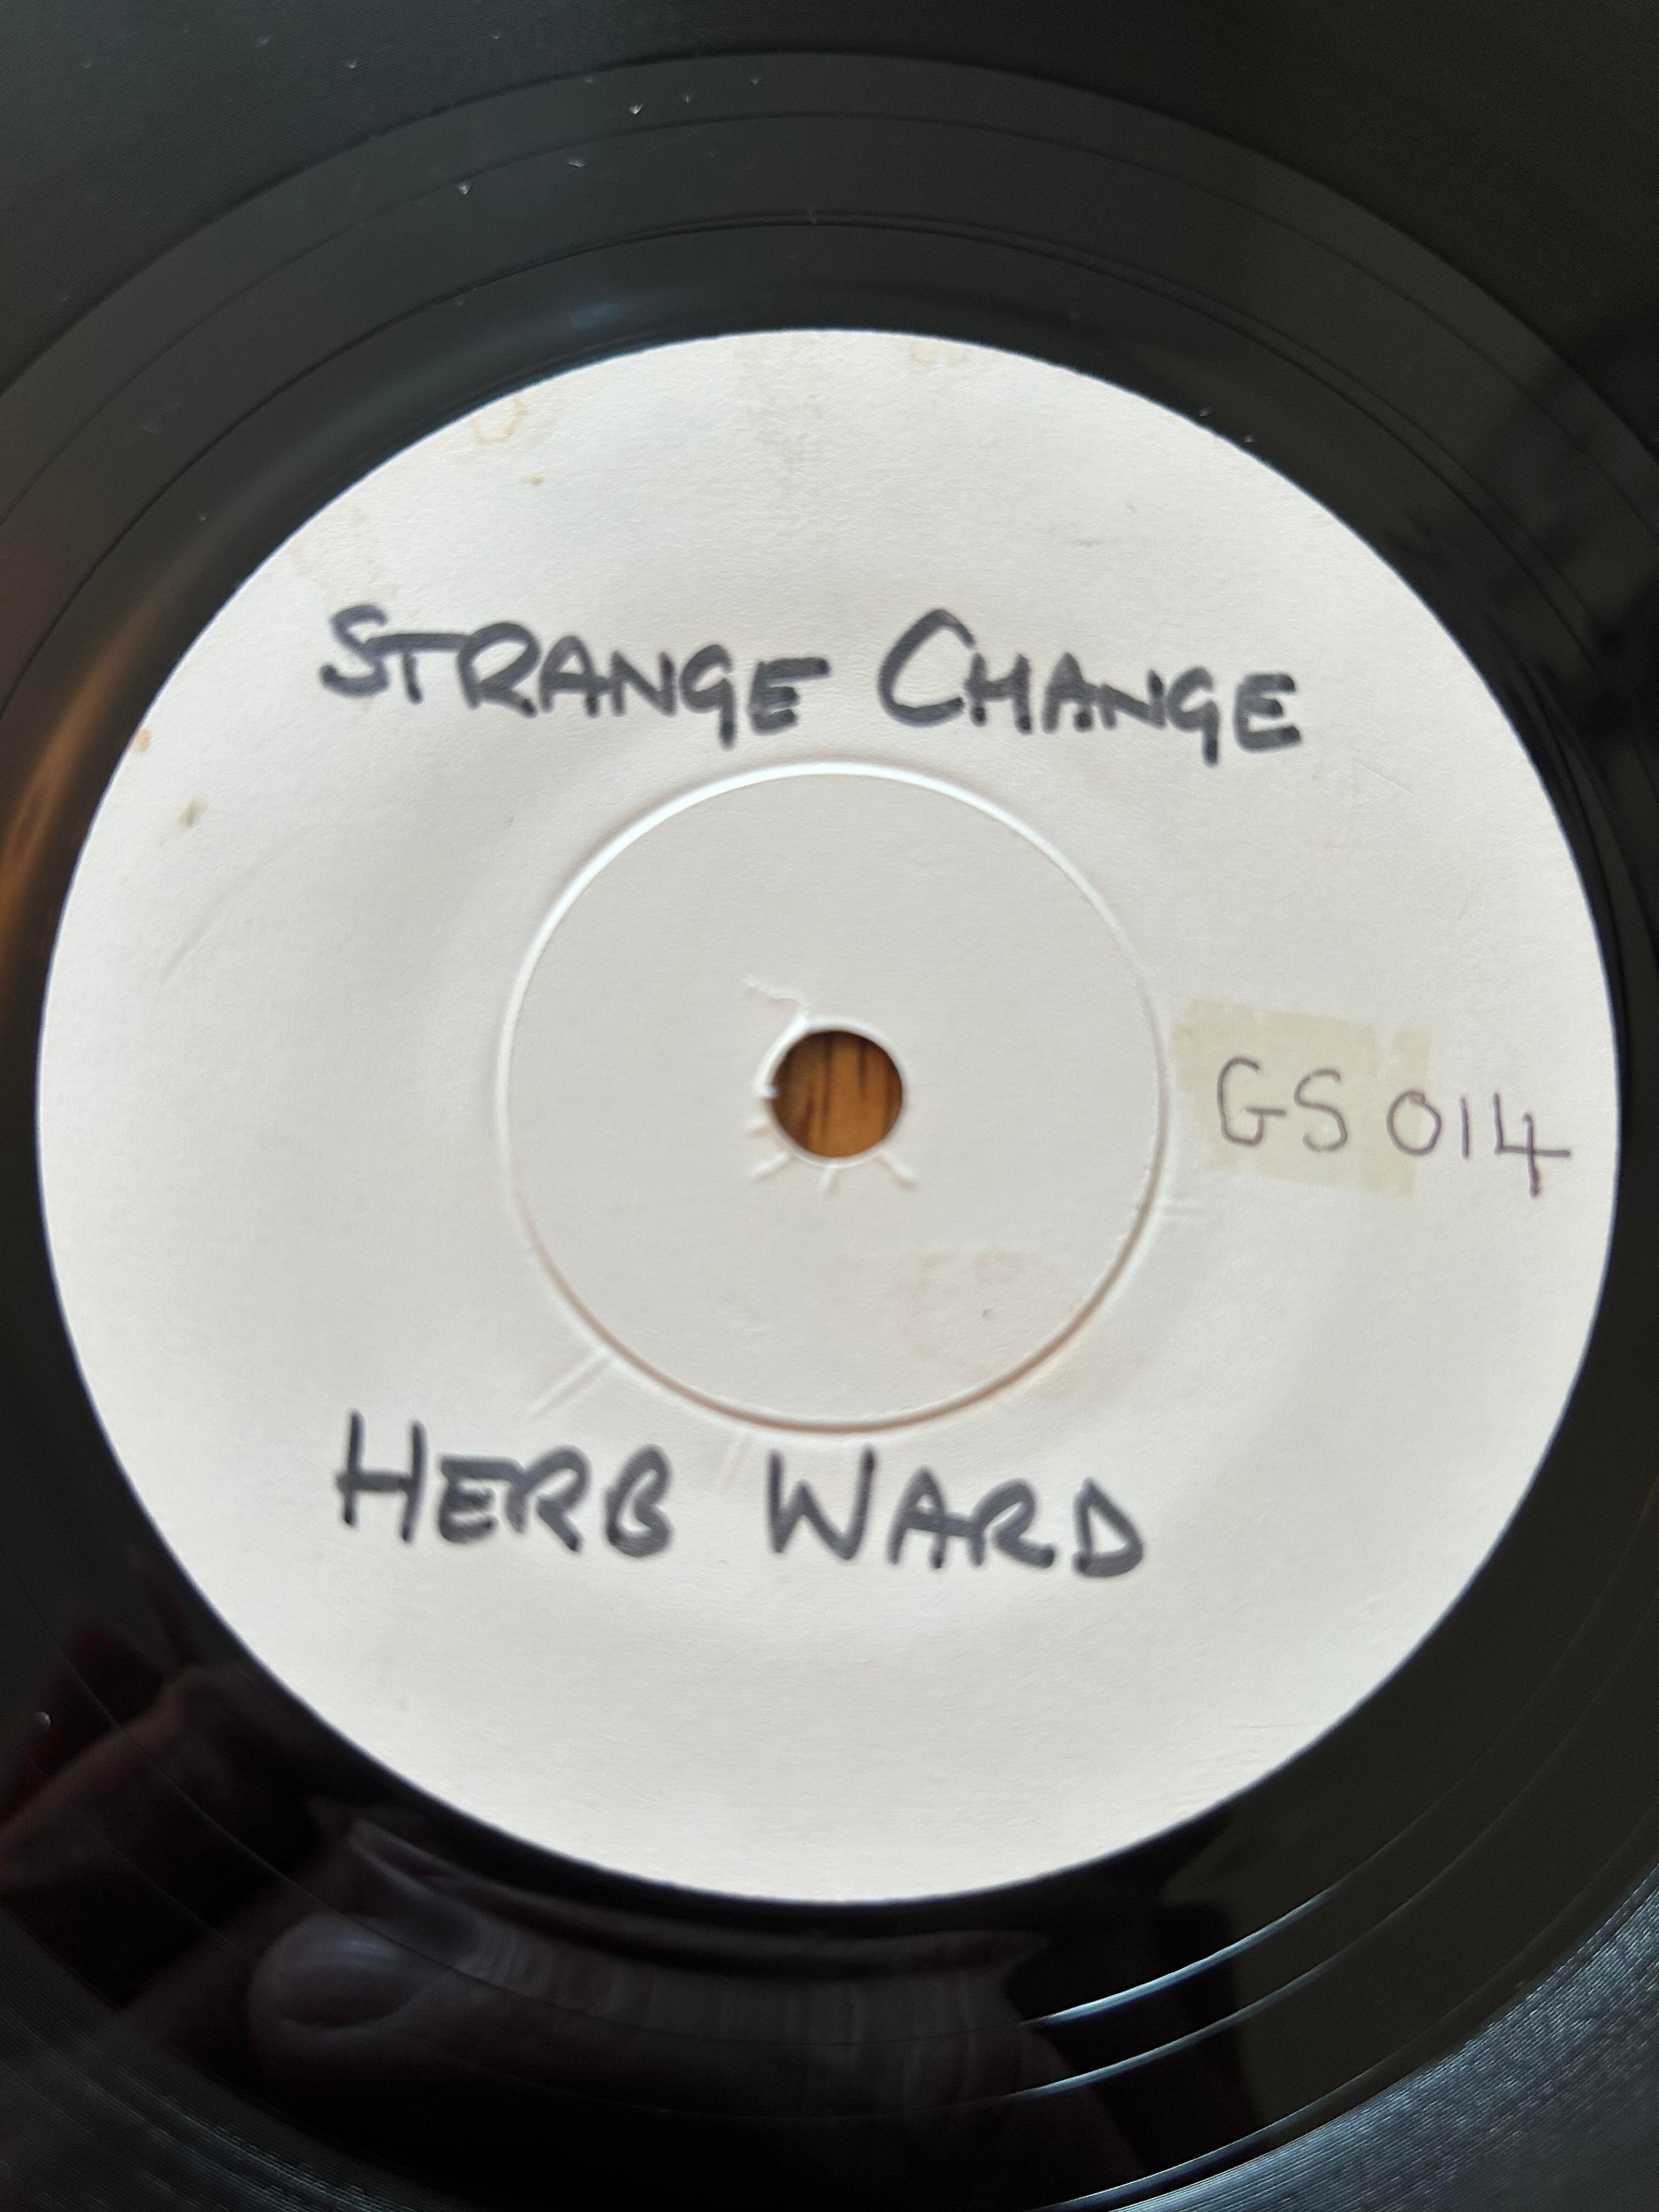 STRANGE CHANGE
GS 014
HERB WARD